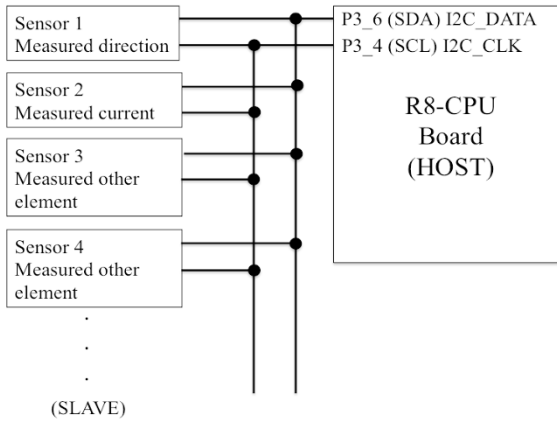 Sensor 1
Measured direction
Sensor 2
Measured current
Sensor 3
Measured other
element
Sensor 4
Measured other
element
.
.
.
(SLAVE)
P3_6 (SDA) I2C_DATA
P3_4 (SCL) I2C_CLK
R8-CPU
Board
(HOST)